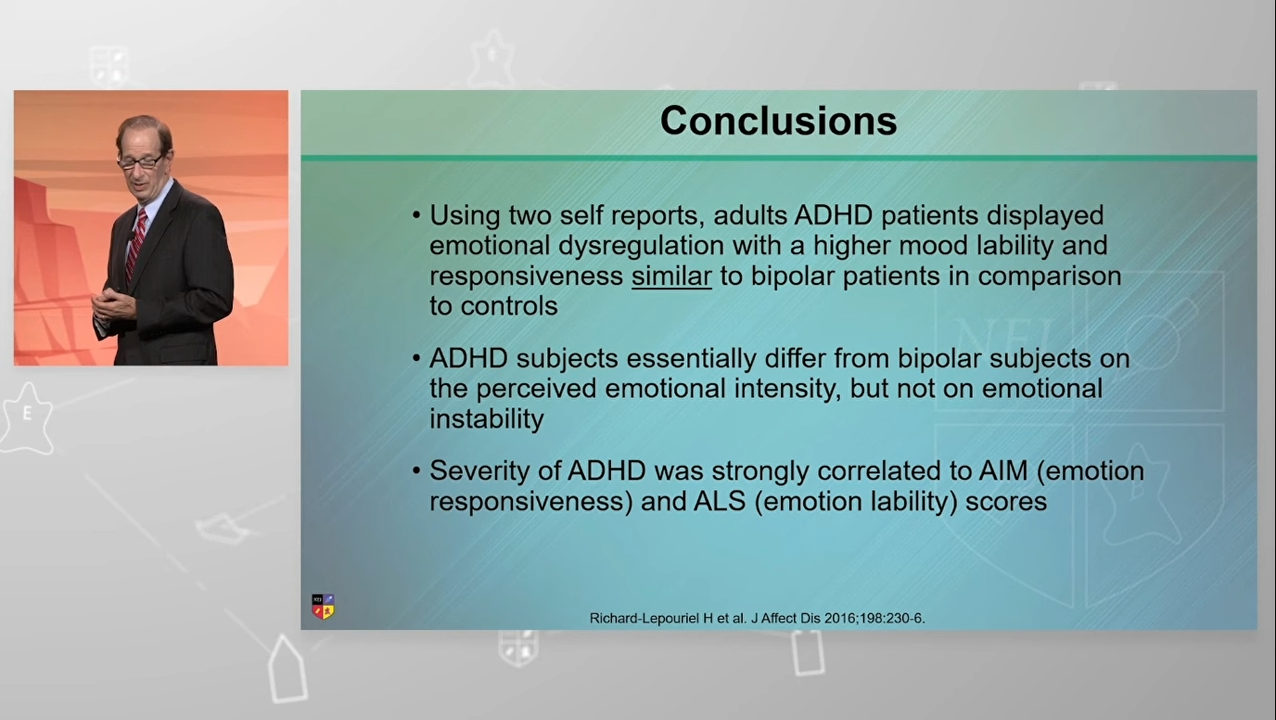 Conclusions
• Using two self reports, adults ADHD patients displayed
emotional dysregulation with a higher mood lability and
responsiveness similar to bipolar patients in comparison
to controls
• ADHD subjects essentially differ from bipolar subjects on
the perceived emotional intensity, but not on emotional
instability
• Severity of ADHD was strongly correlated to AIM (emotion
responsiveness) and ALS (emotion lability) scores
Richard-Lepouriel H et al. J Affect Dis 2016;198:230-6.
NEI
E
E
NEI